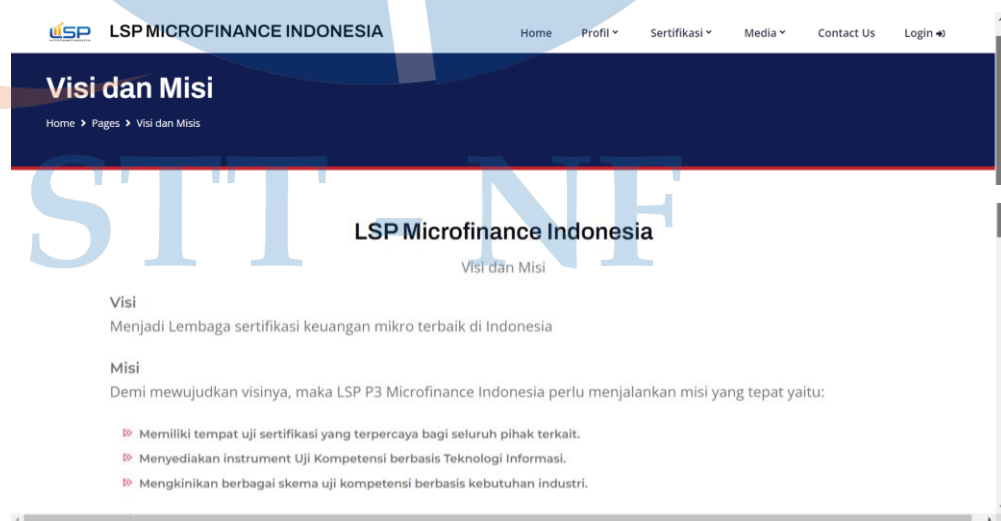 LSP LSP MICROFINANCE INDONESIA Home Profil Sertifikasi Media Contact Us Login
Visi dan Misi
Home > Pages > Visi dan Misis
STT - NF
LSP Microfinance Indonesia
Visi dan Misi
Visi
Menjadi Lembaga sertifikasi keuangan mikro terbaik di Indonesia
Misi
Demi mewujudkan visinya, maka LSP P3 Microfinance Indonesia perlu menjalankan misi yang tepat yaitu:
Memiliki tempat uji sertifikasi yang terpercaya bagi seluruh pihak terkait.
Menyediakan instrument Uji Kompetensi berbasis Teknologi Informasi.
Mengkinikan berbagai skema uji kompetensi berbasis kebutuhan industri.